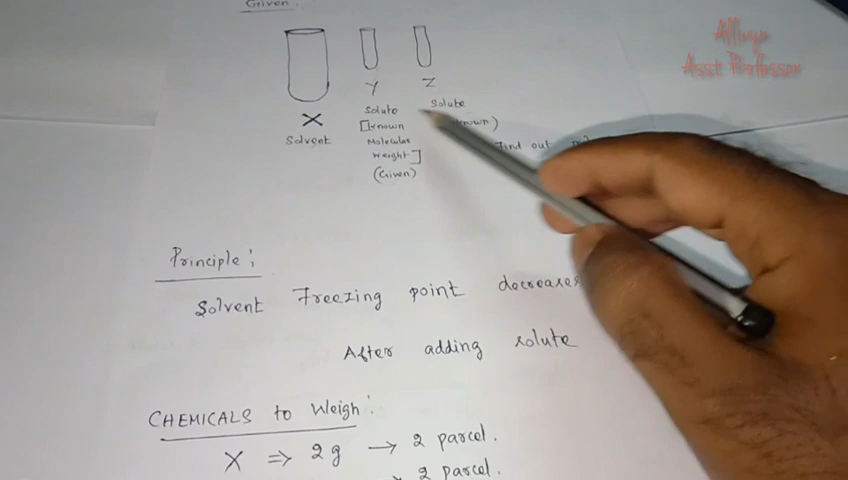 Given.
Alliuyu
Asst Professor
X
Solvent
Y
Solute
[known
Molecular
weight]
(Given)
Z
Solute
known)
Find out
Principle:
Solvent Freezing point decreases
After adding solute
CHEMICALS to Weigh:
X ⇒ 2g → 2 parcel.
→ 2 parcel.